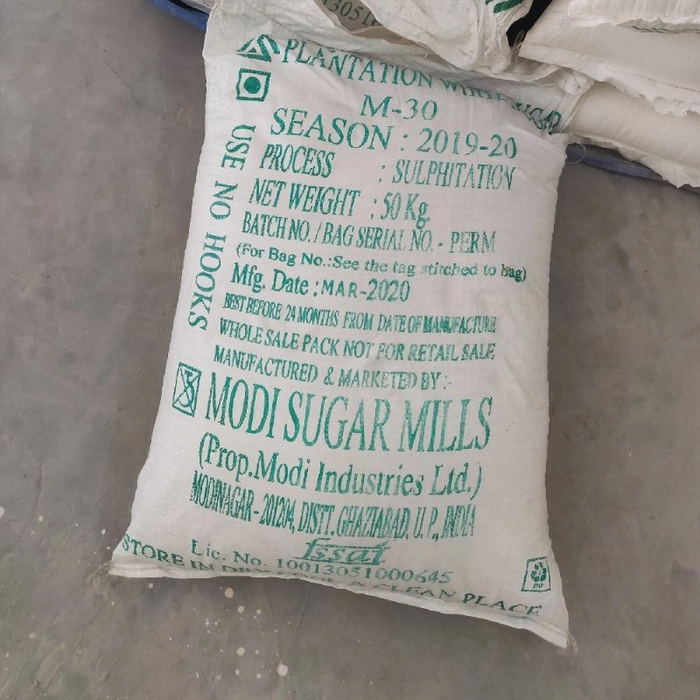 13051
PLANTATION WHITE SUGAR
M-30
SEASON : 2019-20
PROCESS : SULPHITATION
NET WEIGHT : 50 Kg
BATCH NO. / BAG SERIAL NO. - PERM
(For Bag No.:See the tag stitched to bag)
Mfg. Date : MAR-2020
BEST BEFORE 24 MONTHS FROM DATE OF MANUFACTURE
WHOLE SALE PACK NOT FOR RETAIL SALE
MANUFACTURED & MARKETED BY :-
MODI SUGAR MILLS
(Prop.Modi Industries Ltd.)
MODINAGAR - 201204, DISTT. GHAZIABAD, U.P., INDIA
fssai
Lic. No. 10013051000645
STORE IN DRY COOL & CLEAN PLACE
USE NO HOOKS
PP